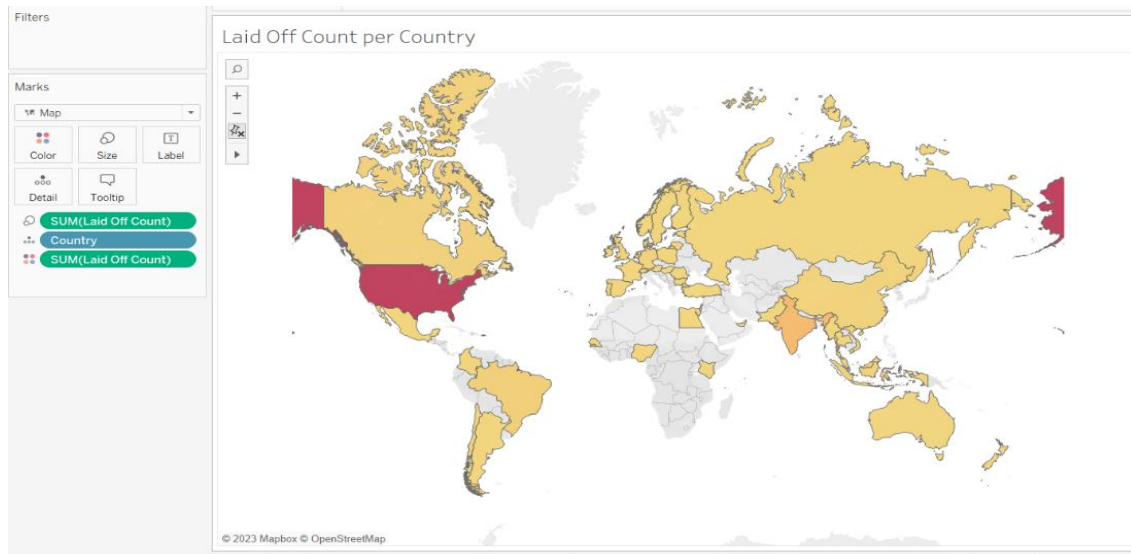 Filters
Laid Off Count per Country
Marks
Map
Color Size Label
Detail Tooltip
SUM(Laid Off Count)
Country
SUM(Laid Off Count)
© 2023 Mapbox © OpenStreetMap